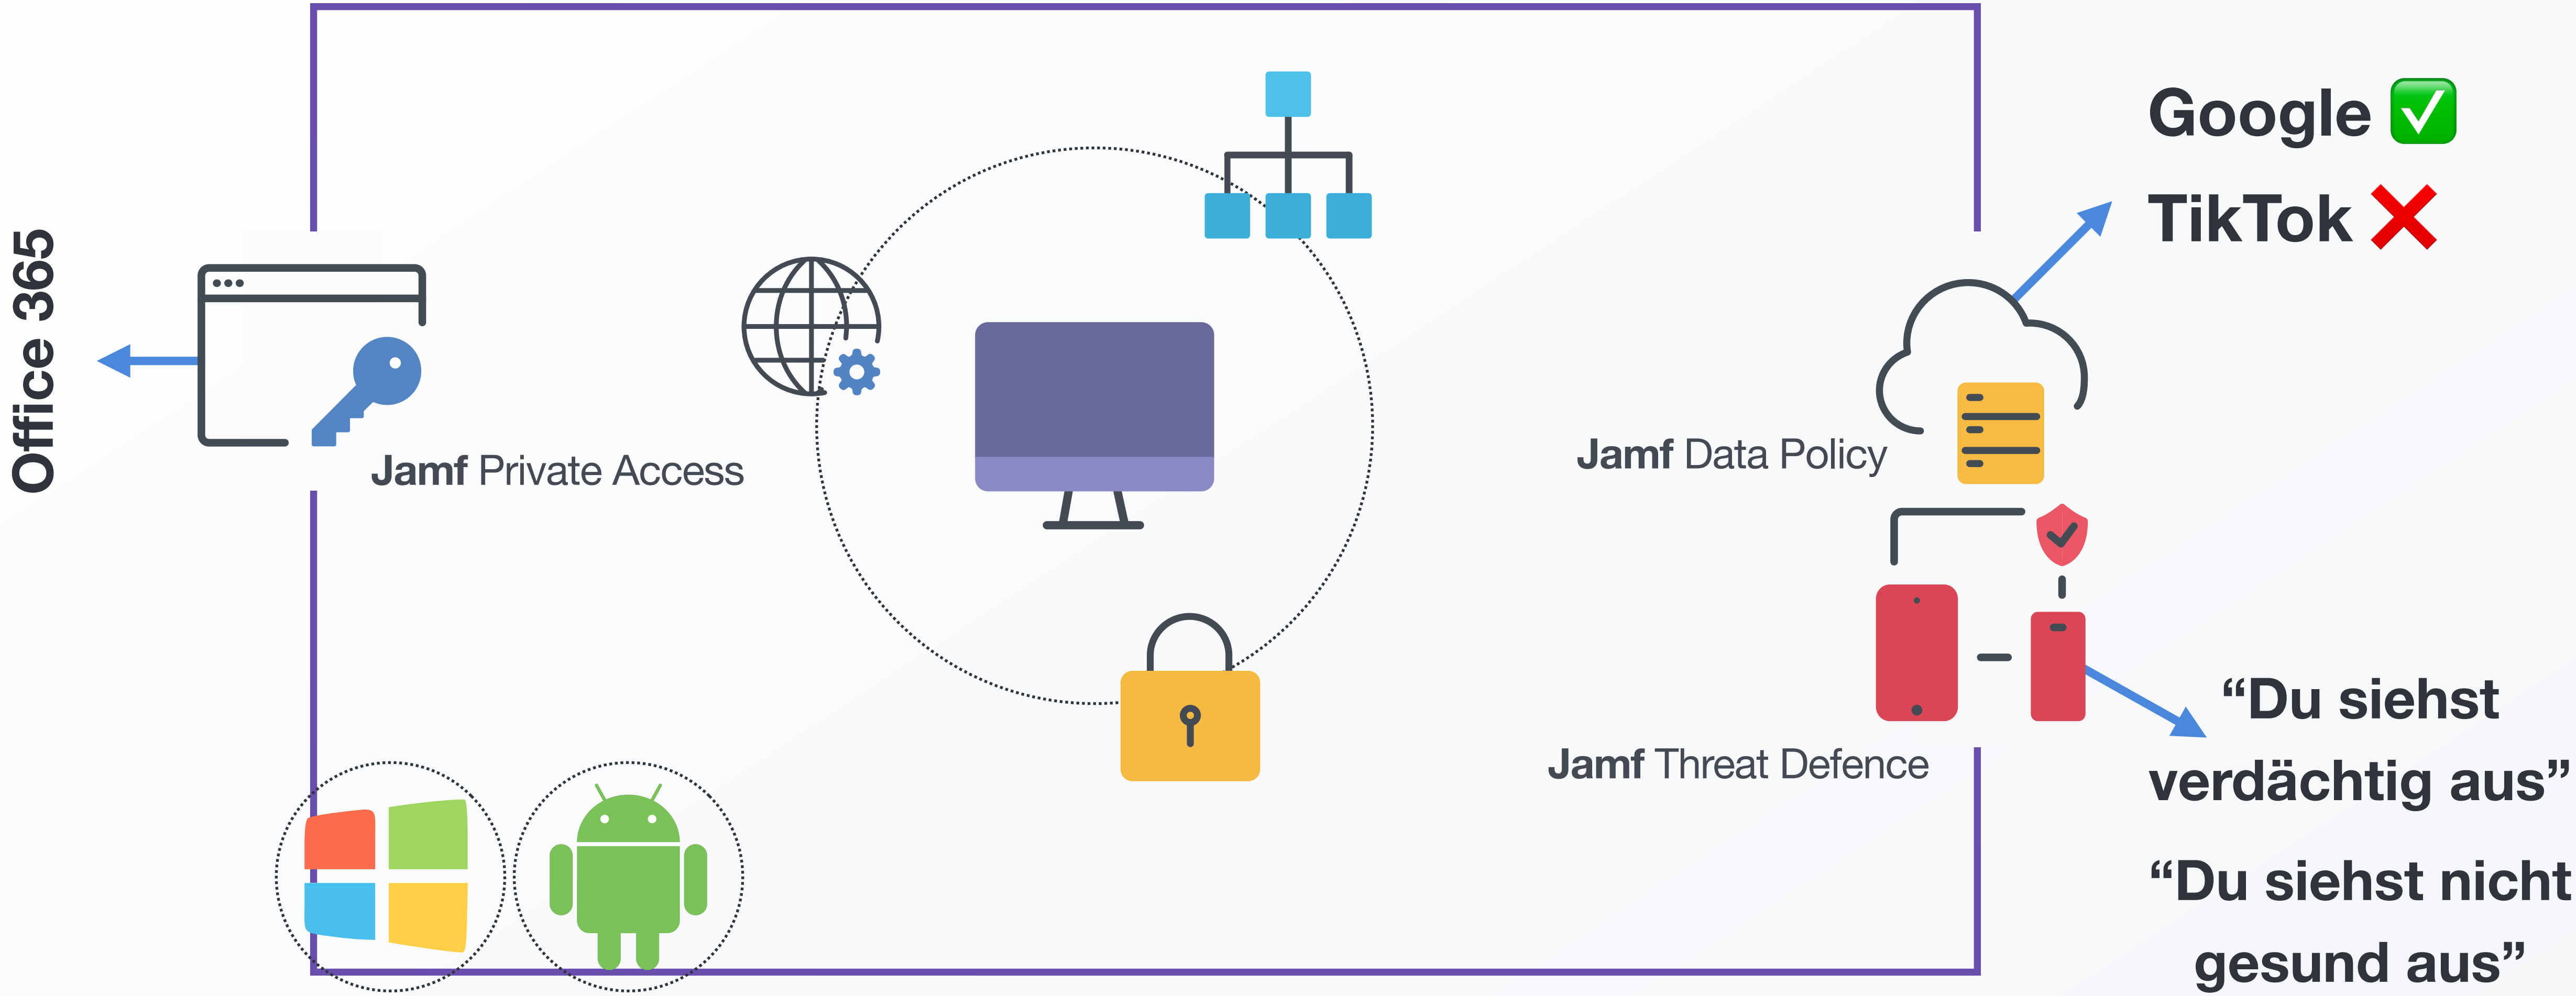 Office 365
Jamf Private Access
Google ✅
TikTok ❌
Jamf Data Policy
Jamf Threat Defence
“Du siehst
verdächtig aus”
“Du siehst nicht
gesund aus”